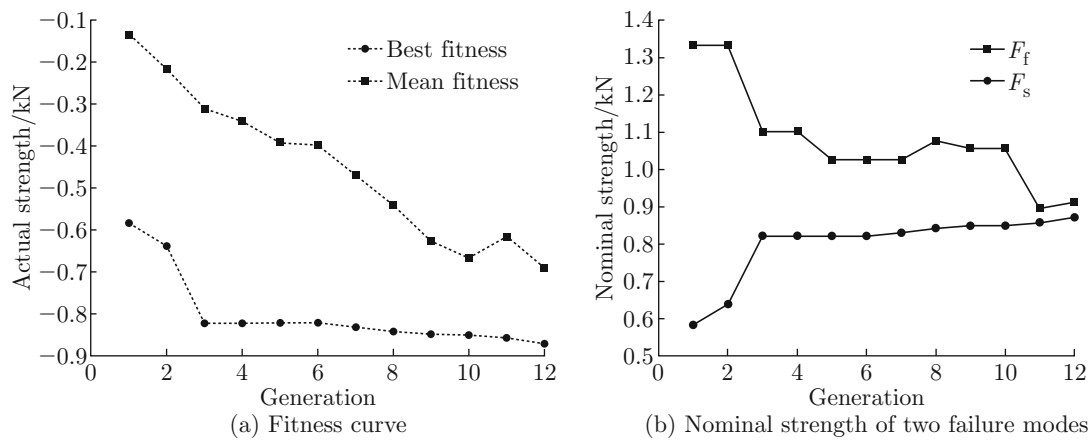 −0.1
−0.2
−0.3
−0.4
−0.5
−0.6
−0.7
−0.8
−0.9
Actual strength/kN
Best fitness
Mean fitness
0 2 4 6 8 10 12
Generation
(a) Fitness curve
1.4
1.3
1.2
1.1
1.0
0.9
0.8
0.7
0.6
0.5
Nominal strength/kN
F_f
F_s
0 2 4 6 8 10 12
Generation
(b) Nominal strength of two failure modes